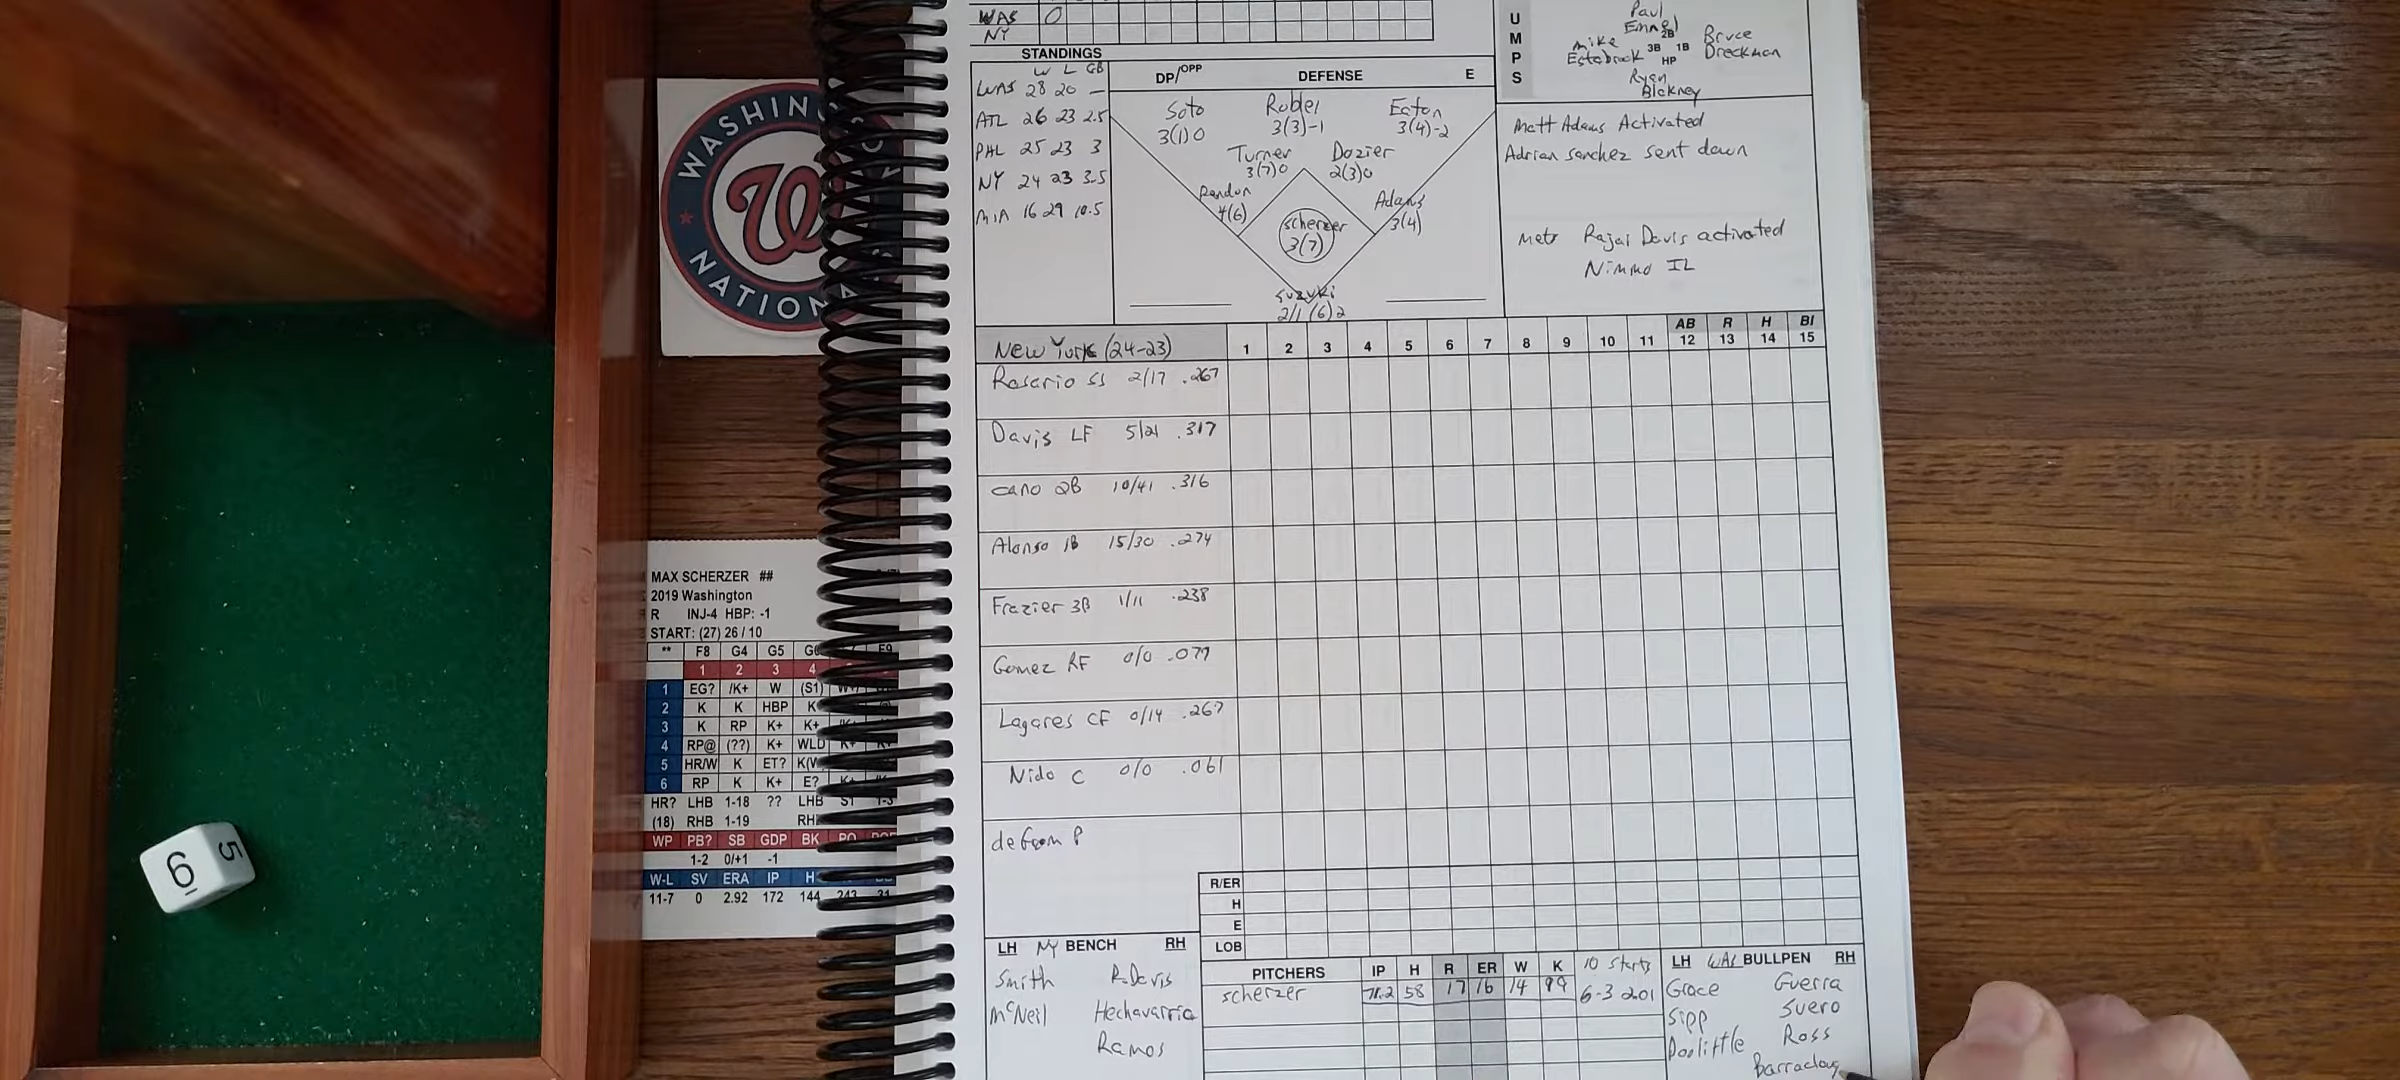 WAS 0
NY
STANDINGS
W L GB
WAS 28 20 —
ATL 26 23 2.5
PHL 25 23 3
NY 24 23 3.5
MIA 16 29 10.5
DP/OPP DEFENSE E
Soto
3(1)0
Robles
3(3)-1
Eaton
3(4)-2
Turner
3(7)0
Dozier
2(3)0
Rendon
4(6)
Adams
3(4)
Scherzer
3(7)
Suzuki
2/1(6)2
UMPS
Paul
Emmel
2B
Mike
Estabrook
3B 1B
HP
Bruce
Dreckman
Ryan
Blakney
Matt Adams Activated
Adrian Sanchez sent down
Mets Rajai Davis activated
Nimmo IL
WASHING
NATIONA
W
New York (24-23) 1 2 3 4 5 6 7 8 9 10 11 12 13 14 15
AB R H BI
Rosario SS 2/17 .267
Davis LF 5/21 .317
Cano 2B 10/41 .316
Alonso 1B 15/30 .274
Frazier 3B 1/11 .238
Gomez RF 0/0 .077
Lagares CF 0/14 .267
Nido C 0/0 .061
deGrom P
R/ER
H
E
LOB
LH NY BENCH RH
Smith R.Davis
McNeil Hechavarria
Ramos
PITCHERS IP H R ER W K 10 starts
Scherzer 71.2 58 17 16 14 99 6-3 2.01
LH WAS BULLPEN RH
Grace Guerra
Sipp Suero
Doolittle Ross
Barraclou
MAX SCHERZER ##
2019 Washington
R INJ-4 HBP: -1
START: (27) 26 / 10
** F8 G4 G5
1 2 3 4
1 EG? /K+ W (S1)
2 K K HBP
3 K RP K+ K+
4 RP@ (??) K+ WLD
5 HR/W K ET?
6 RP K K+ E?
HR? LHB 1-18 ?? LHB
(18) RHB 1-19
WP PB? SB GDP BK
1-2 0/+1 -1
W-L SV ERA IP H
11-7 0 2.92 172 144
6
5